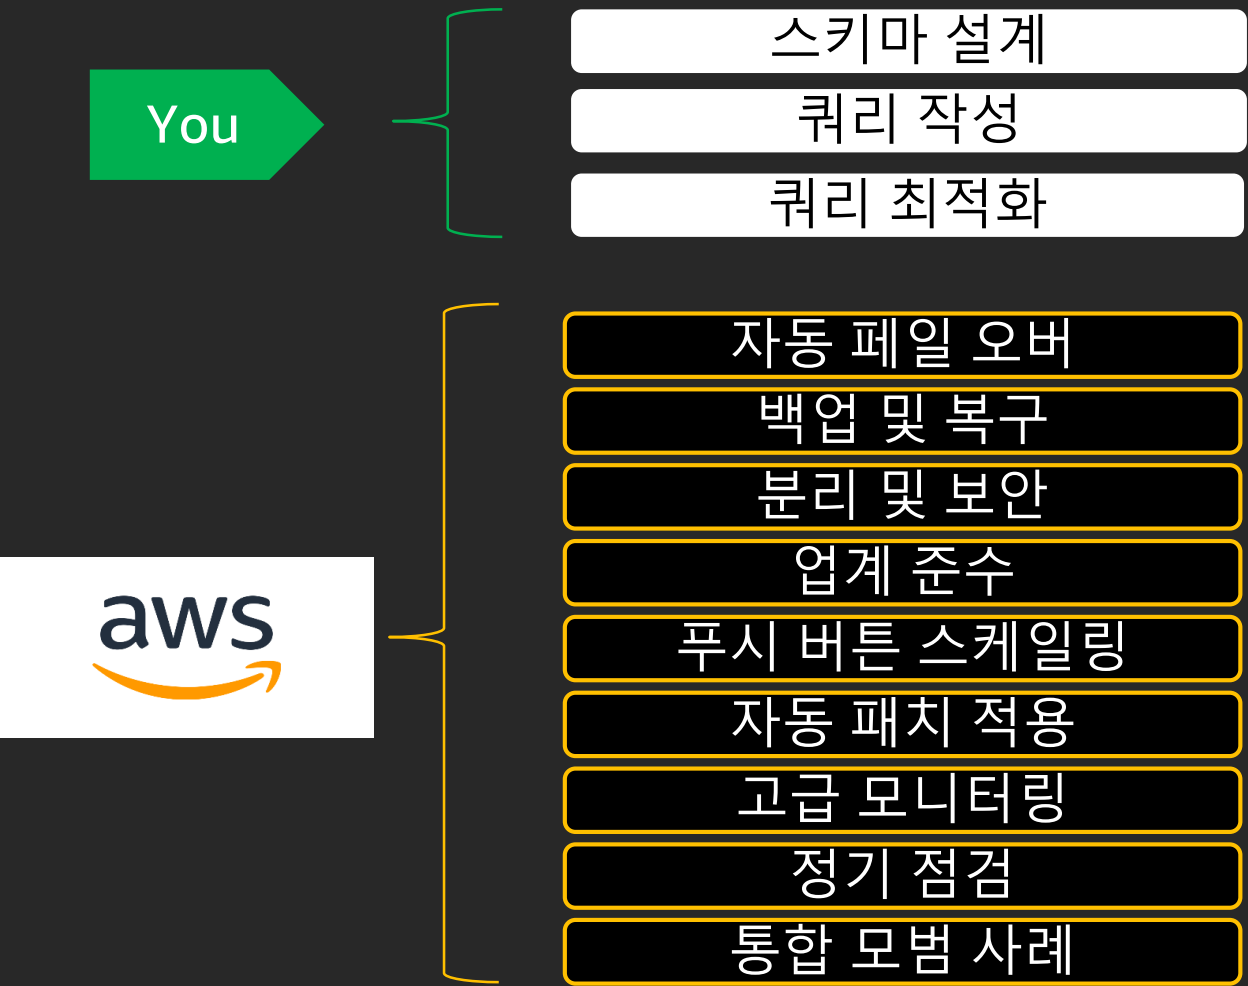 You
스키마 설계
쿼리 작성
쿼리 최적화
aws
자동 페일 오버
백업 및 복구
분리 및 보안
업계 준수
푸시 버튼 스케일링
자동 패치 적용
고급 모니터링
정기 점검
통합 모범 사례